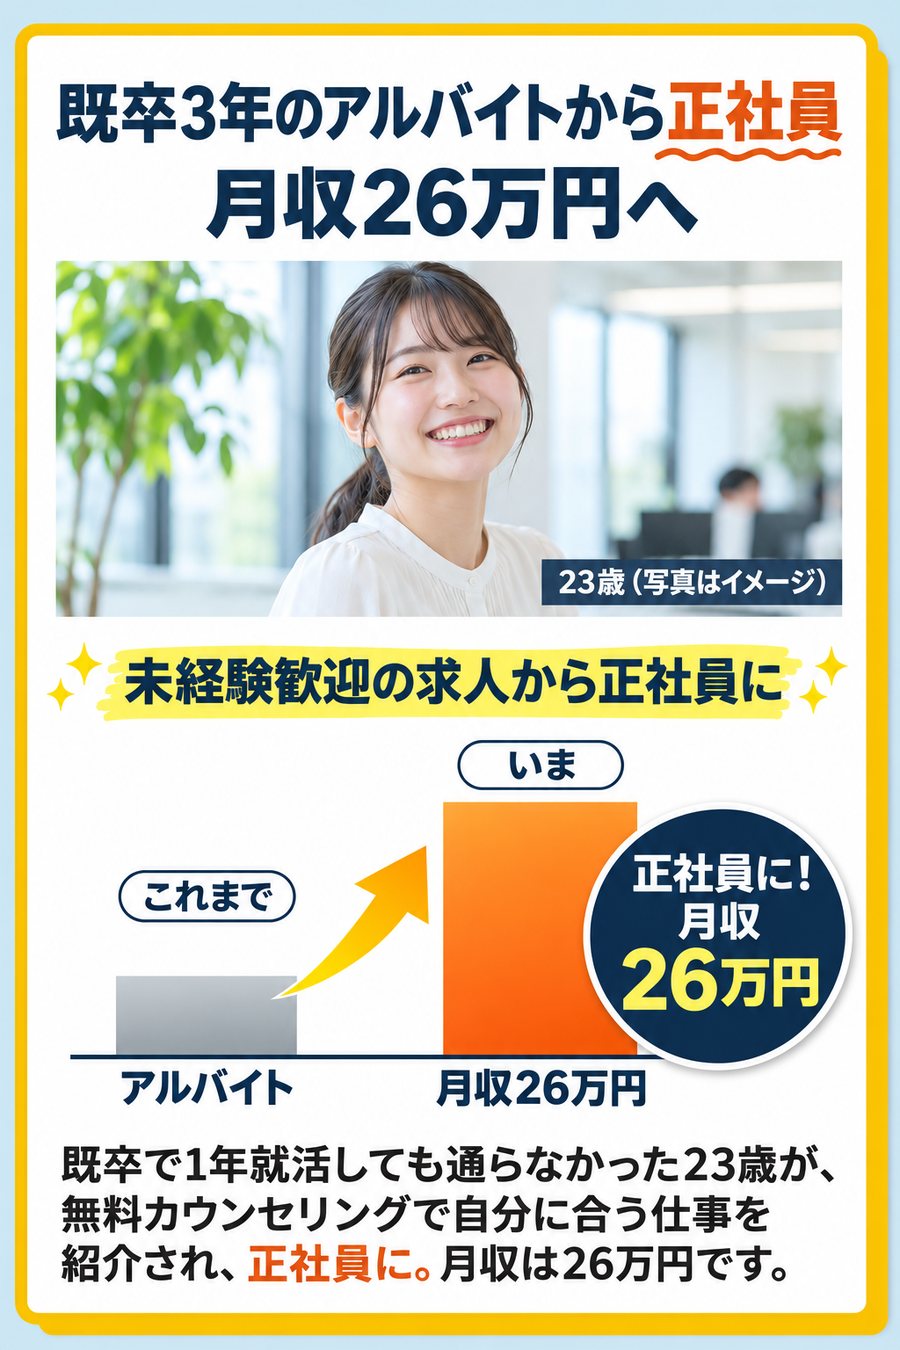 既卒3年のアルバイトから正社員
月収26万円へ
23歳（写真はイメージ）
未経験歓迎の求人から正社員に
いま
これまで
正社員に！
月収
26万円
アルバイト
月収26万円
既卒で1年就活しても通らなかった23歳が、
無料カウンセリングで自分に合う仕事を
紹介され、正社員に。月収は26万円です。